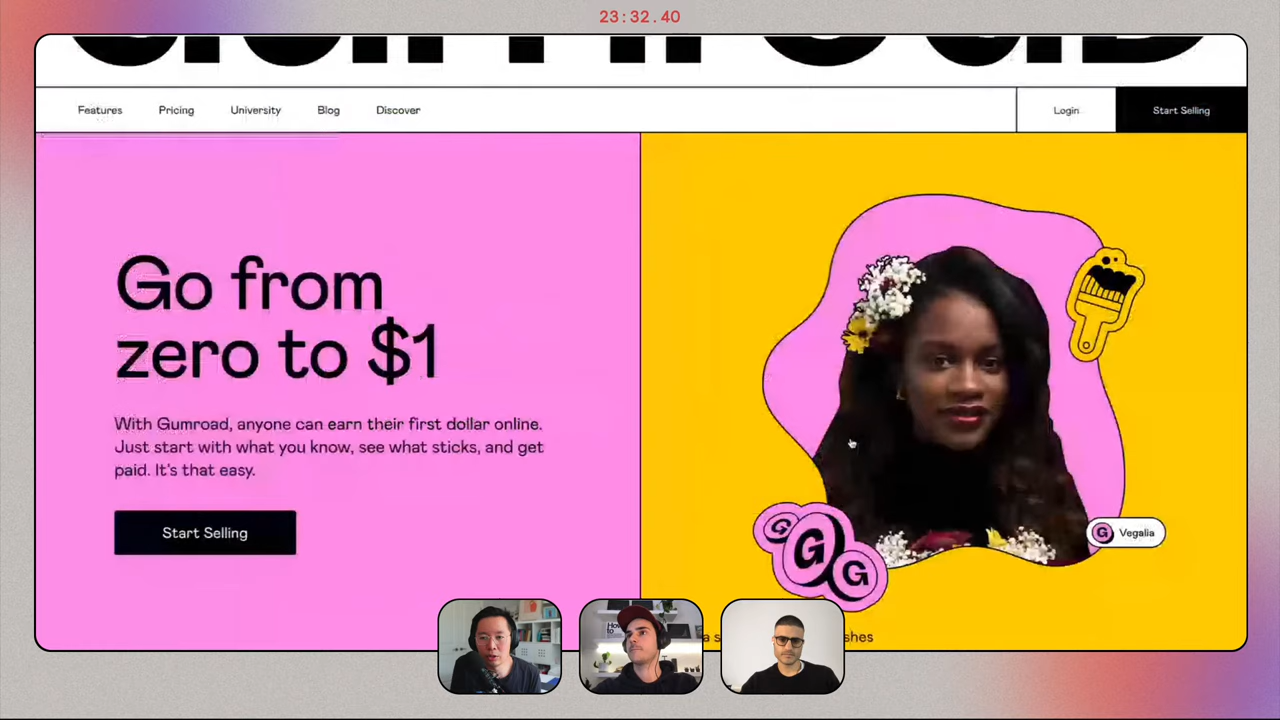 23:32.40
Gumroad
Features Pricing University Blog Discover Login Start Selling
Go from
zero to $1
With Gumroad, anyone can earn their first dollar online.
Just start with what you know, see what sticks, and get
paid. It's that easy.
Start Selling
G G G
G Vegalia
a s shes